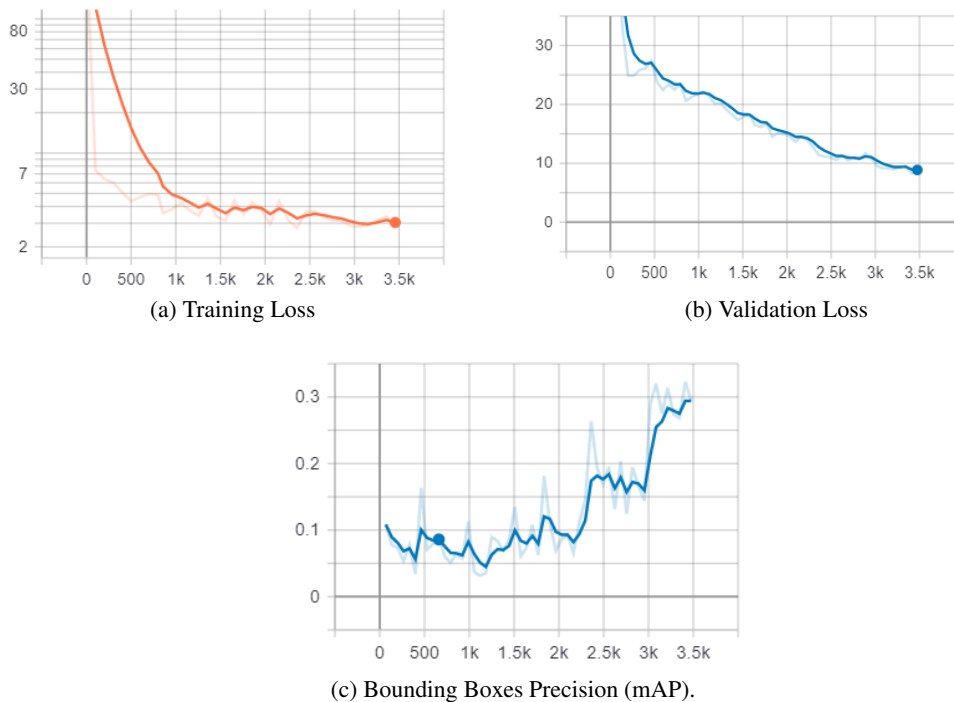 80
30
7
2
0 500 1k 1.5k 2k 2.5k 3k 3.5k
(a) Training Loss
30
20
10
0
0 500 1k 1.5k 2k 2.5k 3k 3.5k
(b) Validation Loss
0.3
0.2
0.1
0
0 500 1k 1.5k 2k 2.5k 3k 3.5k
(c) Bounding Boxes Precision (mAP).